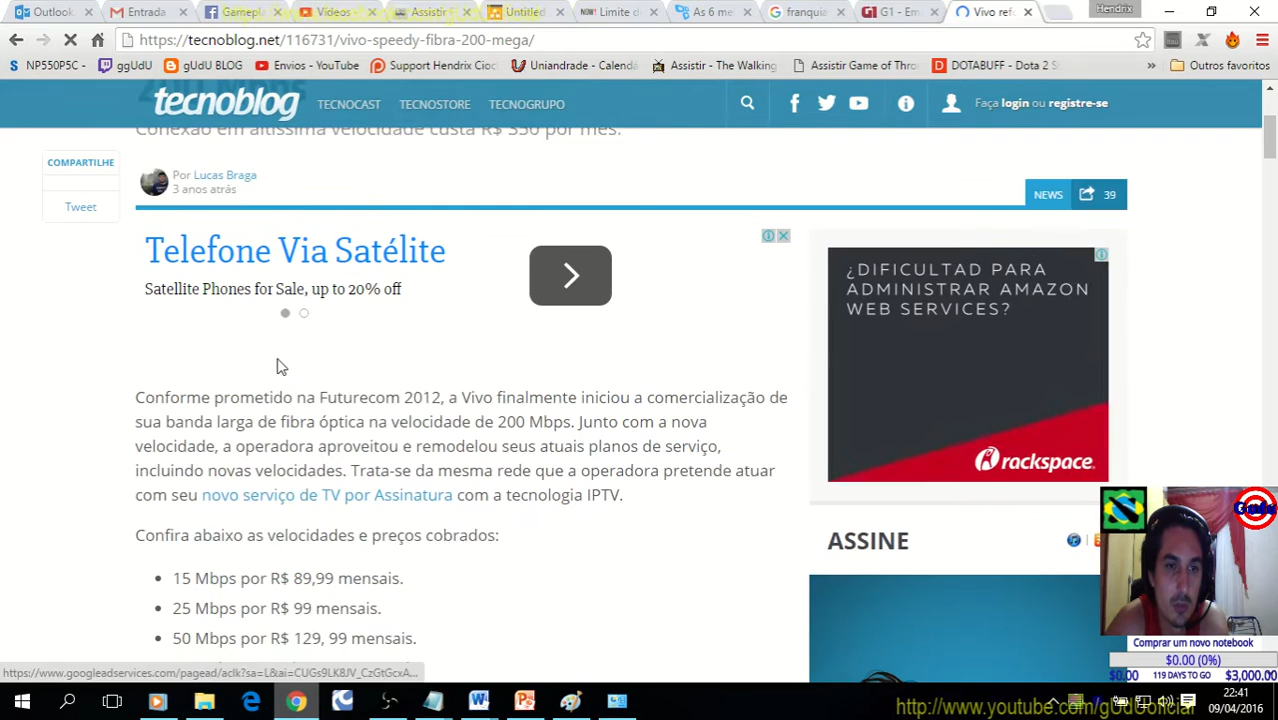 Outlook
Entrada
Gamepla
Vídeos
Assistir
Untitled
Limite d
As 6 me
franquia
G1 - Em
Vivo ref
Hendrix
https://tecnoblog.net/116731/vivo-speedy-fibra-200-mega/
NP550P5C -
ggUdU
gUdU BLOG
Envios - YouTube
Support Hendrix Cioc
Uniandrade - Calenda
Assistir - The Walking
Assistir Game of Thro
DOTABUFF - Dota 2 S
»
Outros favoritos
200 MBPS
tecnoblog
TECNOCAST
TECNOSTORE
TECNOGRUPO
Faça login ou registre-se
Conexão em altíssima velocidade custa R$ 350 por mês.
COMPARTILHE
Tweet
Por Lucas Braga
3 anos atrás
NEWS
39
Telefone Via Satélite
Satellite Phones for Sale, up to 20% off
¿DIFICULTAD PARA
ADMINISTRAR AMAZON
WEB SERVICES?
rackspace.
Conforme prometido na Futurecom 2012, a Vivo finalmente iniciou a comercialização de
sua banda larga de fibra óptica na velocidade de 200 Mbps. Junto com a nova
velocidade, a operadora aproveitou e remodelou seus atuais planos de serviço,
incluindo novas velocidades. Trata-se da mesma rede que a operadora pretende atuar
com seu novo serviço de TV por Assinatura com a tecnologia IPTV.
Confira abaixo as velocidades e preços cobrados:
• 15 Mbps por R$ 89,99 mensais.
• 25 Mbps por R$ 99 mensais.
• 50 Mbps por R$ 129, 99 mensais.
ASSINE
Gudu
Comprar um novo notebook
$0.00 (0%)
$0.00
119 DAYS TO GO
$3,000.00
https://www.googleadservices.com/pagead/aclk?sa=L&ai=CUGs9LK8JV_CzGtGcxA...
http://www.youtube.com/gUdUoficial
22:41
09/04/2016